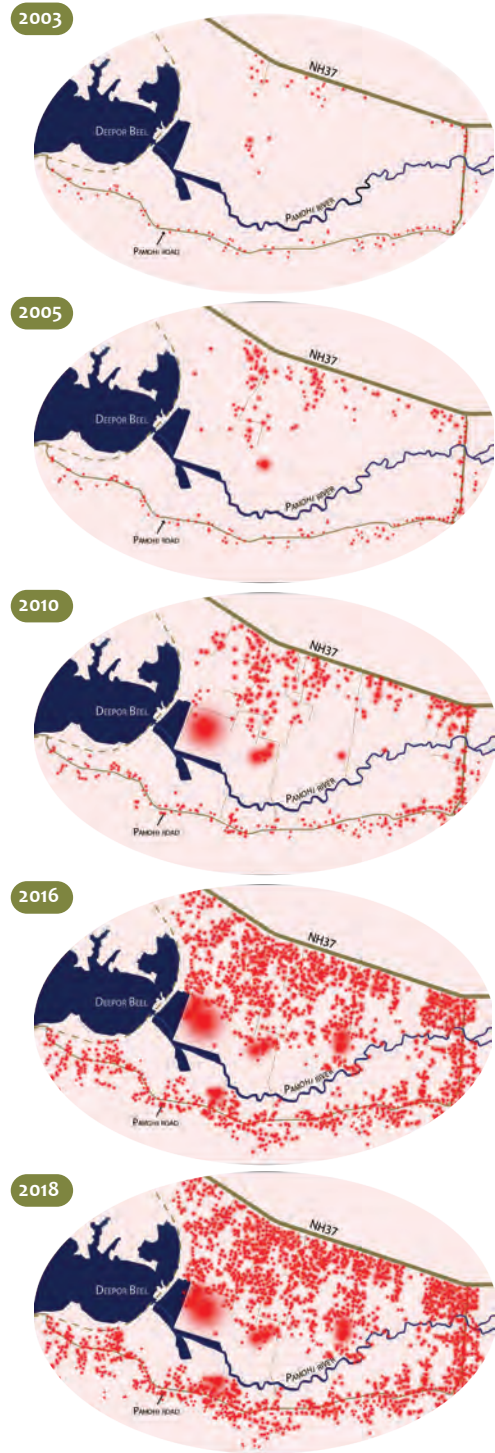 2003
NH37
DEEPOR BEEL
PAMOHI RIVER
PAMOHI ROAD
2005
NH37
DEEPOR BEEL
PAMOHI RIVER
PAMOHI ROAD
2010
NH37
DEEPOR BEEL
PAMOHI RIVER
PAMOHI ROAD
2016
NH37
DEEPOR BEEL
PAMOHI RIVER
PAMOHI ROAD
2018
NH37
DEEPOR BEEL
PAMOHI RIVER
PAMOHI ROAD